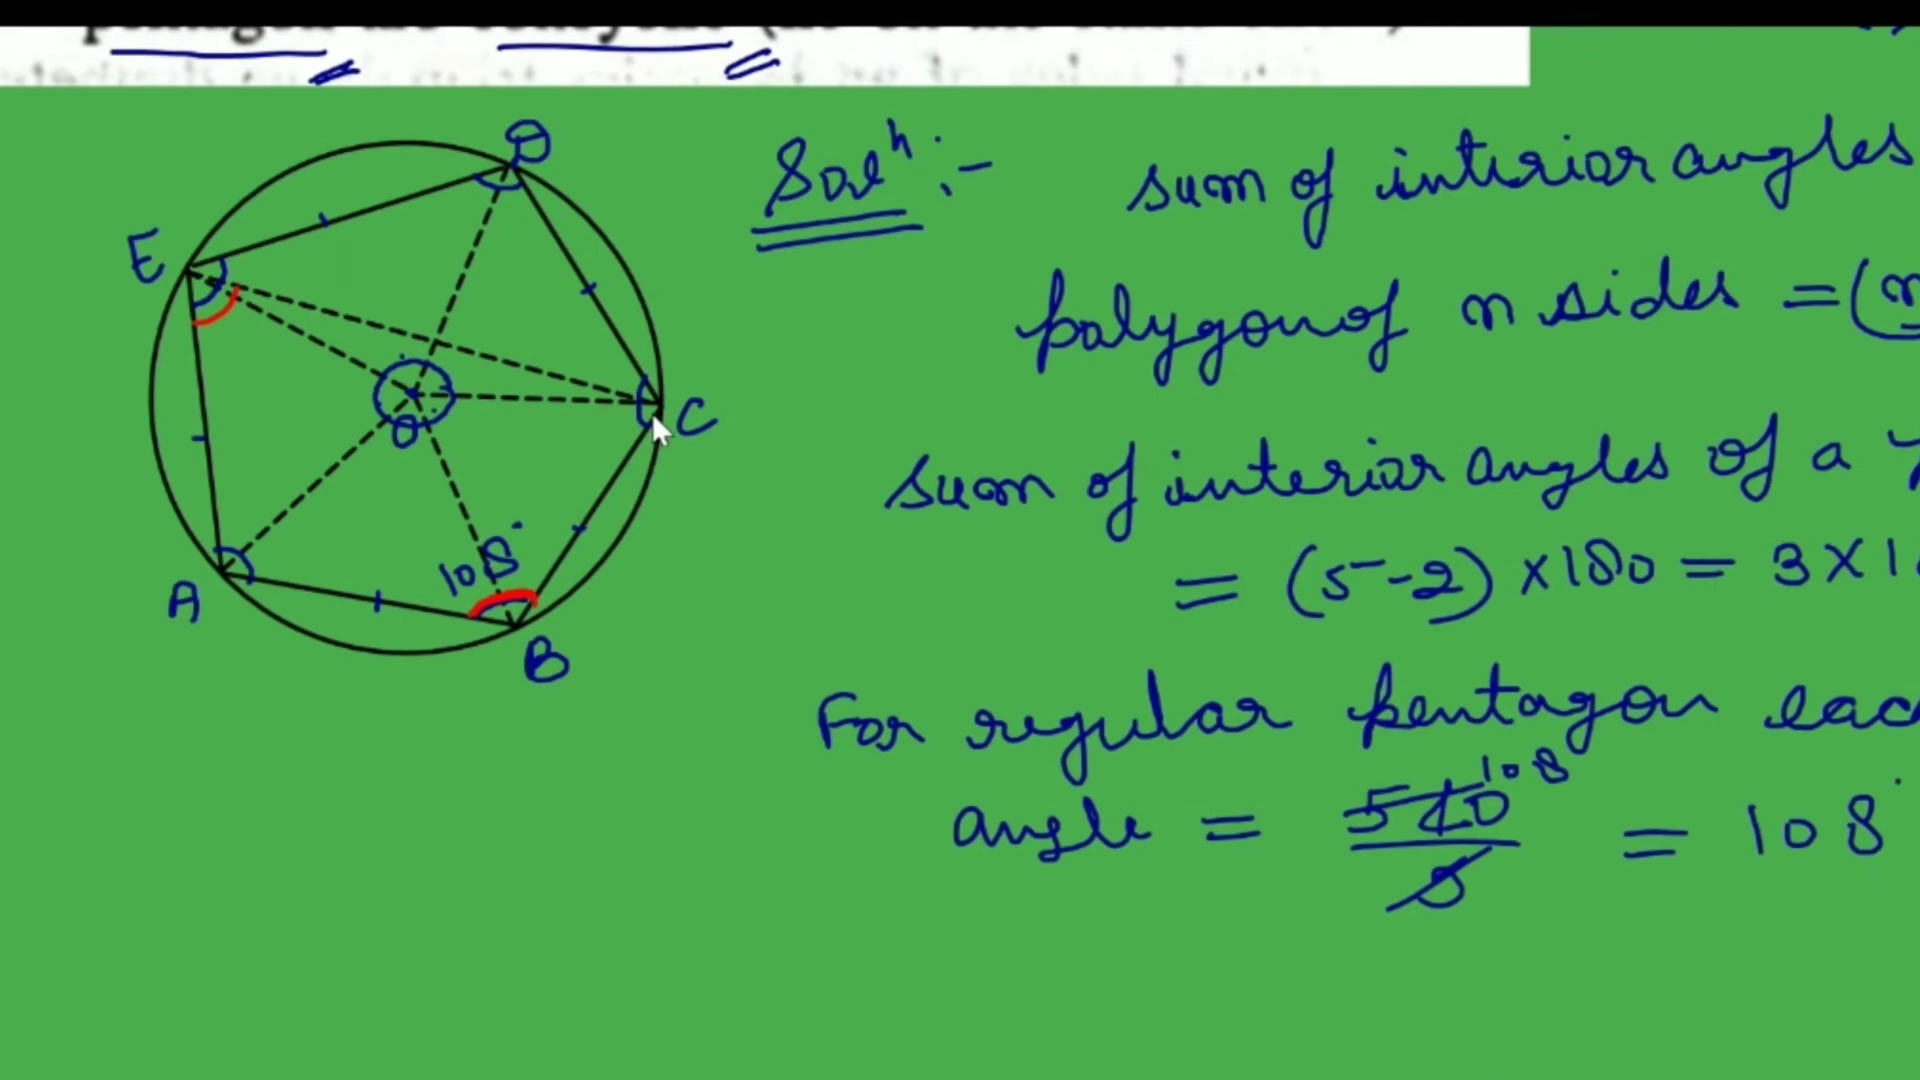 D
E
O
C
A
108°
B
Solⁿ :-
sum of interior angles
polygon of n sides = (n
sum of interior angles of a
= (5-2) × 180 = 3 × 1
For regular pentagon eac
108
angle = 540 / 5 = 108°